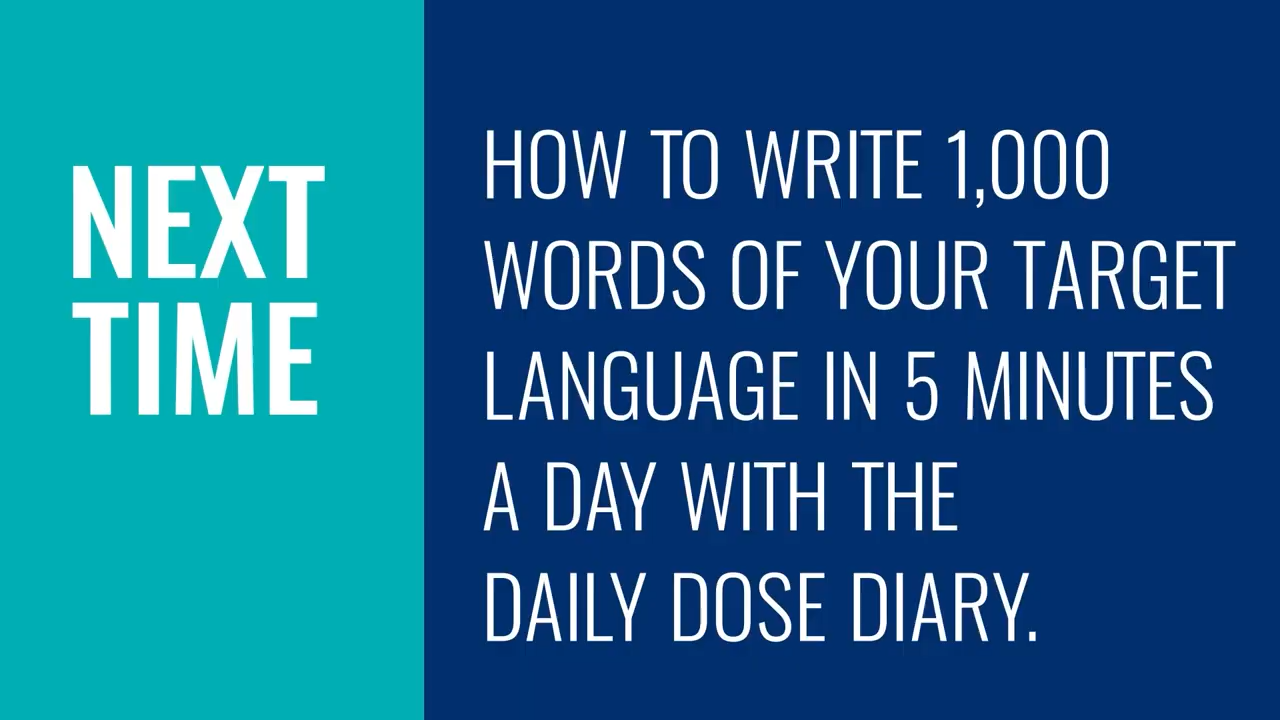 NEXT
TIME
HOW TO WRITE 1,000
WORDS OF YOUR TARGET
LANGUAGE IN 5 MINUTES
A DAY WITH THE
DAILY DOSE DIARY.